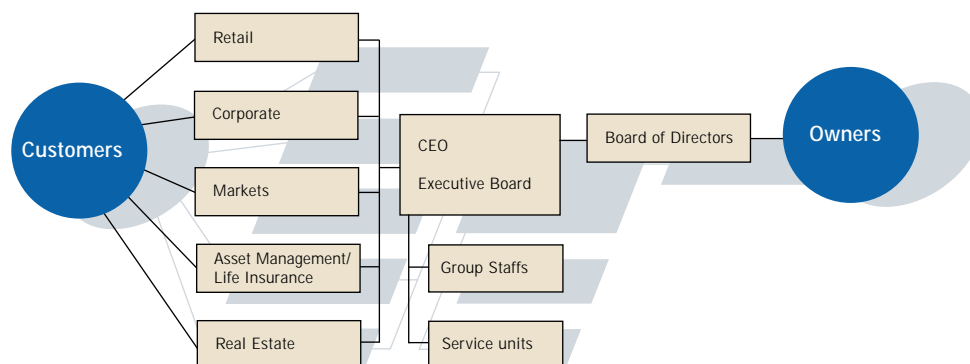 Customers
Retail
Corporate
Markets
Asset Management/
Life Insurance
Real Estate
CEO
Executive Board
Group Staffs
Service units
Board of Directors
Owners